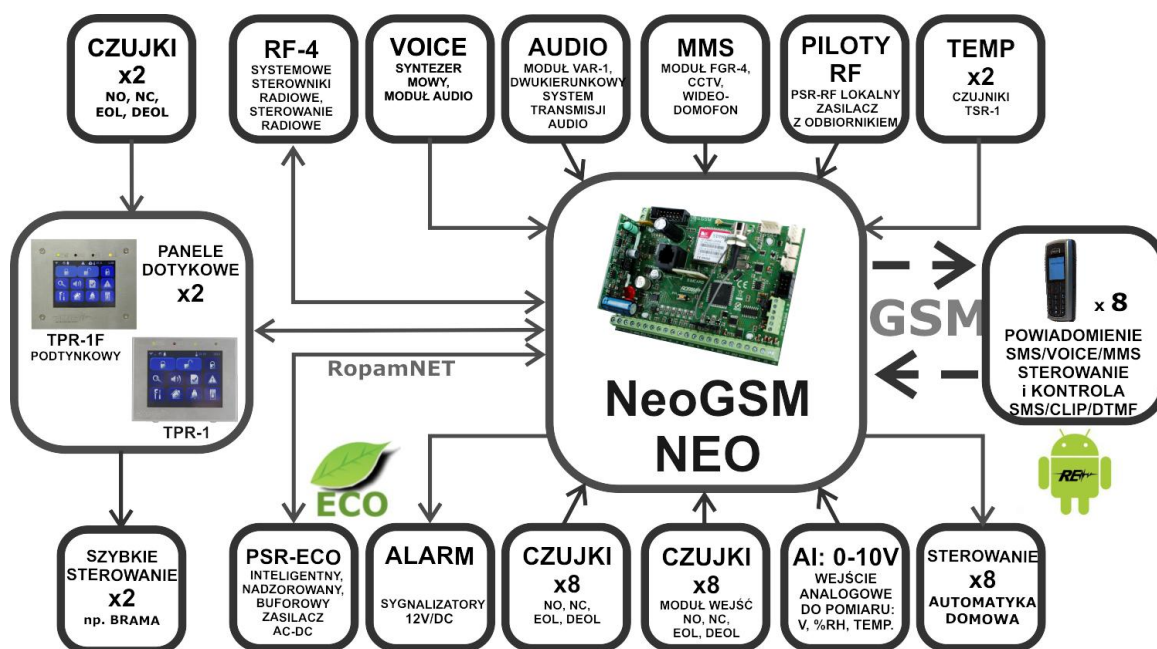 CZUJKI
x2
NO, NC,
EOL, DEOL
RF-4
SYSTEMOWE
STEROWNIKI
RADIOWE,
STEROWANIE
RADIOWE
VOICE
SYNTEZER
MOWY,
MODUŁ AUDIO
AUDIO
MODUŁ VAR-1,
DWUKIERUNKOWY
SYSTEM
TRANSMISJI
AUDIO
MMS
MODUŁ FGR-4,
CCTV,
WIDEO-
DOMOFON
PILOTY
RF
PSR-RF LOKALNY
ZASILACZ
Z ODBIORNIKIEM
TEMP
x2
CZUJNIKI
TSR-1
PANELE
DOTYKOWE
x2
TPR-1F
PODTYNKOWY
TPR-1
RopamNET
NeoGSM
NEO
GSM
x 8
POWIADOMIENIE
SMS/VOICE/MMS
STEROWANIE
i KONTROLA
SMS/CLIP/DTMF
ECO
SZYBKIE
STEROWANIE
x2
np. BRAMA
PSR-ECO
INTELIGENTNY,
NADZOROWANY,
BUFOROWY
ZASILACZ
AC-DC
ALARM
SYGNALIZATORY
12V/DC
CZUJKI
x8
NO, NC,
EOL, DEOL
CZUJKI
x8
MODUŁ WEJŚĆ
NO, NC,
EOL, DEOL
AI: 0-10V
WEJŚCIE
ANALOGOWE
DO POMIARU:
V, %RH, TEMP.
STEROWANIE
x8
AUTOMATYKA
DOMOWA